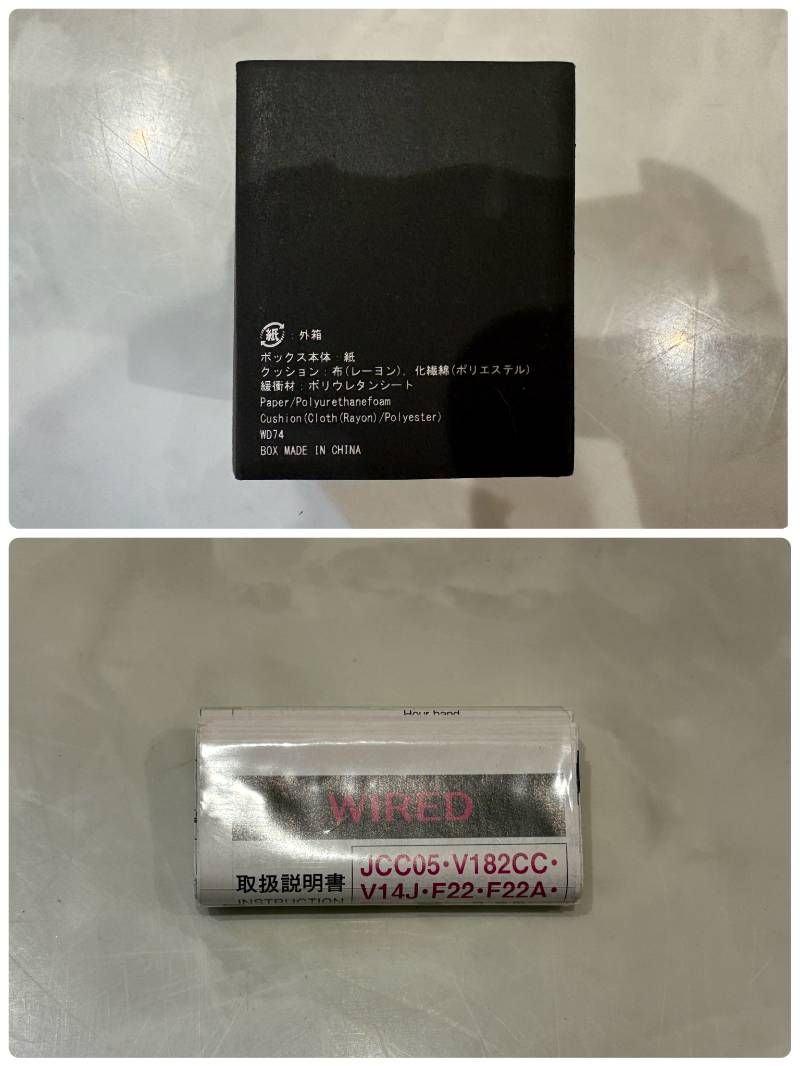 紙 : 外箱
ボックス本体 : 紙
クッション : 布(レーヨン), 化繊綿(ポリエステル)
緩衝材 : ポリウレタンシート
Paper/Polyurethanefoam
Cushion(Cloth(Rayon)/Polyester)
WD74
BOX MADE IN CHINA
Hour hand
WIRED
JCC05・V182CC・
取扱説明書 V14J・F22・F22A・
INSTRUCTION